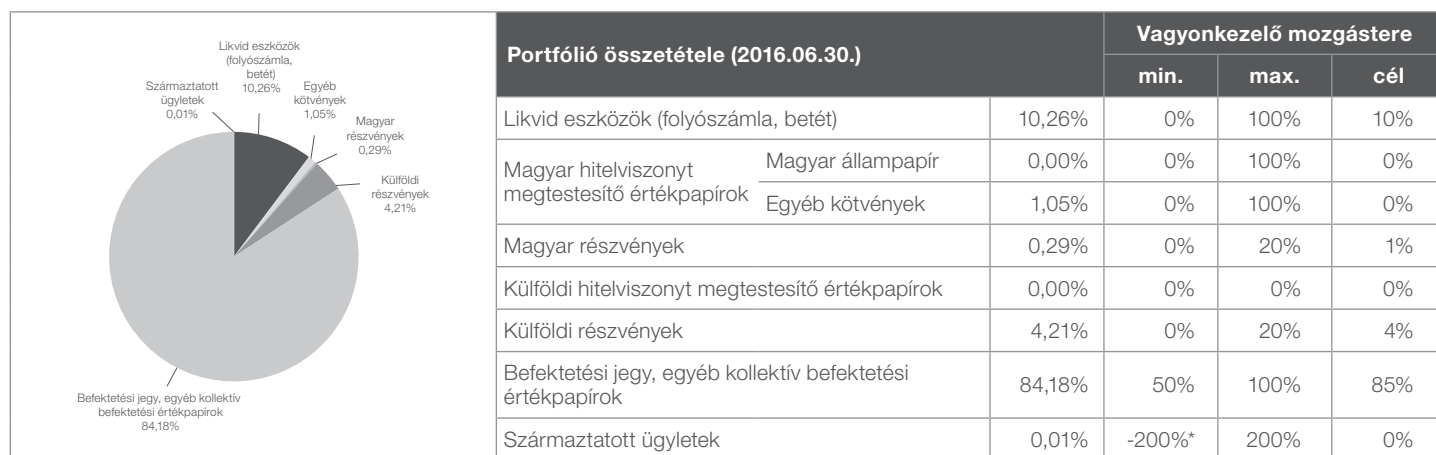 Likvid eszközök
(folyószámla,
betét)
10,26%
Származtatott
ügyletek
0,01%
Egyéb
kötvények
1,05%
Magyar
részvények
0,29%
Külföldi
részvények
4,21%
Befektetési jegy, egyéb kollektív
befektetési értékpapírok
84,18%
Portfólió összetétele (2016.06.30.)
Vagyonkezelő mozgástere
min. max. cél
Likvid eszközök (folyószámla, betét) 10,26% 0% 100% 10%
Magyar hitelviszonyt
megtestesítő értékpapírok
Magyar állampapír 0,00% 0% 100% 0%
Egyéb kötvények 1,05% 0% 100% 0%
Magyar részvények 0,29% 0% 20% 1%
Külföldi hitelviszonyt megtestesítő értékpapírok 0,00% 0% 0% 0%
Külföldi részvények 4,21% 0% 20% 4%
Befektetési jegy, egyéb kollektív befektetési
értékpapírok 84,18% 50% 100% 85%
Származtatott ügyletek 0,01% -200%* 200% 0%